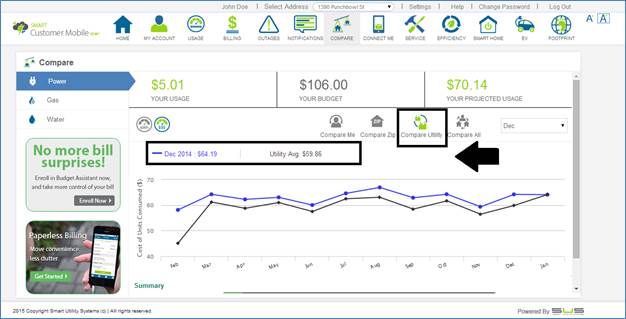 John Doe | Select Address 1390 Punchbowl St | Settings | Help | Change Password | Log Out
SMART
Customer Mobile
HOME MY ACCOUNT USAGE BILLING OUTAGES NOTIFICATIONS COMPARE CONNECT ME SERVICE EFFICIENCY SMART HOME EV FOOTPRINT
A A
Compare
Power
Gas
Water
$5.01
YOUR USAGE
$106.00
YOUR BUDGET
$70.14
YOUR PROJECTED USAGE
Compare Me Compare Zip Compare Utility Compare All
Dec
Dec 2014 : $64.19 Utility Avg: $59.86
Cost of Units Consumed ($)
70
60
50
40
Feb Mar Apr May Jun Jul Aug Sep Oct Nov Dec Jan
Summary
No more bill
surprises!
Enroll in Budget Assistant now,
and take more control of your bill
Enroll Now
Paperless Billing
More convenience,
less clutter.
Get Started
2015 Copyright Smart Utility Systems (c) | All rights reserved.
Powered By SUS